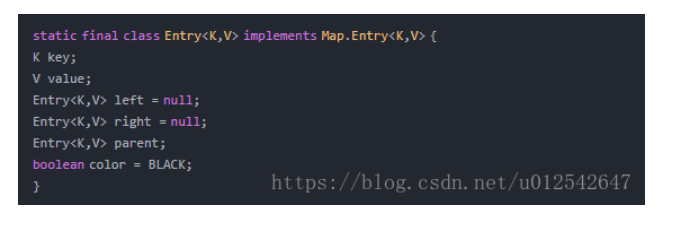 static final class Entry<K,V> implements Map.Entry<K,V> {
K key;
V value;
Entry<K,V> left = null;
Entry<K,V> right = null;
Entry<K,V> parent;
boolean color = BLACK;
}
https://blog.csdn.net/u012542647